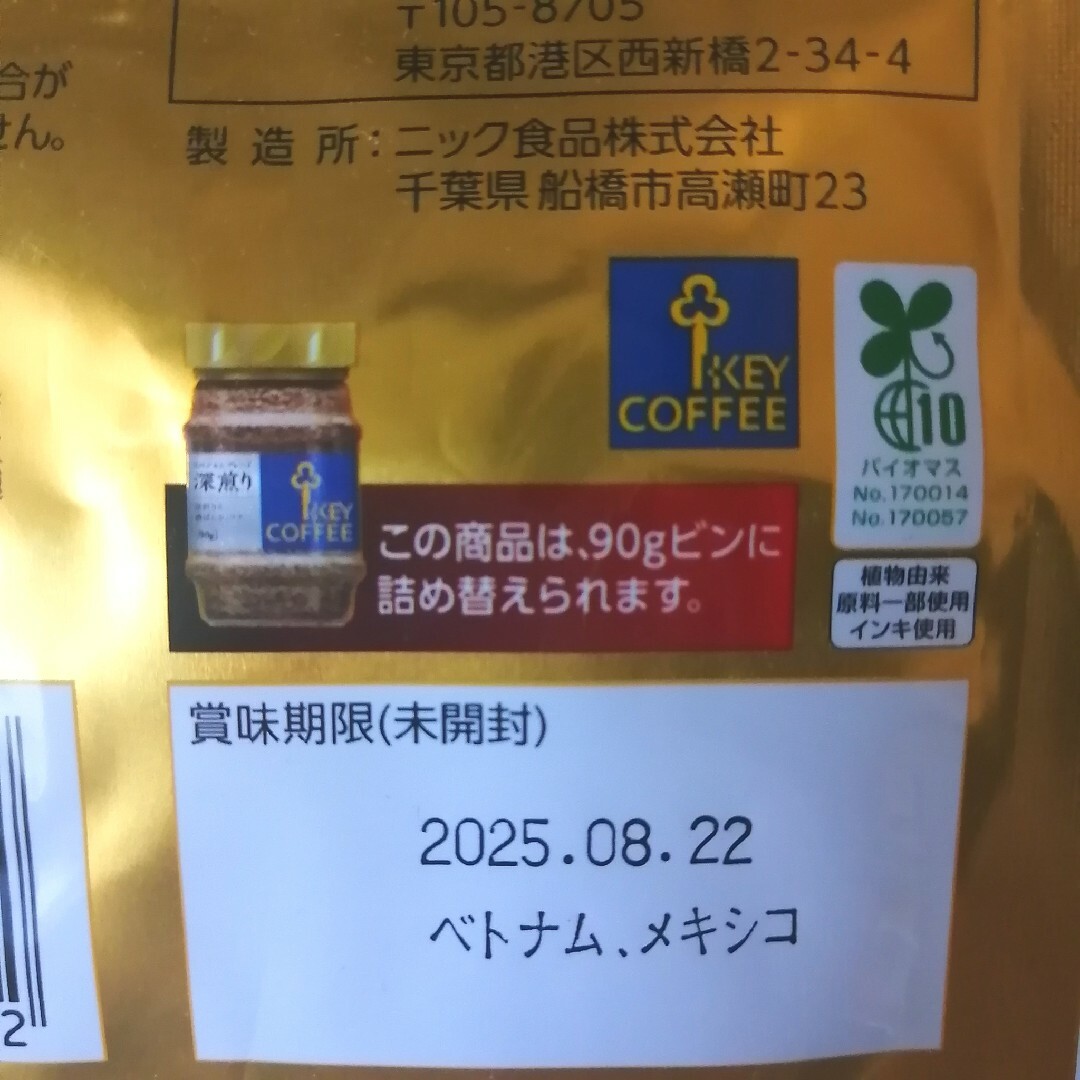 〒105-8705
東京都港区西新橋2-34-4
合が
せん。
製造所:ニック食品株式会社
千葉県船橋市高瀬町23
KEY
COFFEE
10
バイオマス
No.170014
No.170057
深煎り
KEY
COFFEE
この商品は、90gビンに
詰め替えられます。
植物由来
原料一部使用
インキ使用
賞味期限(未開封)
2025.08.22
ベトナム、メキシコ
2